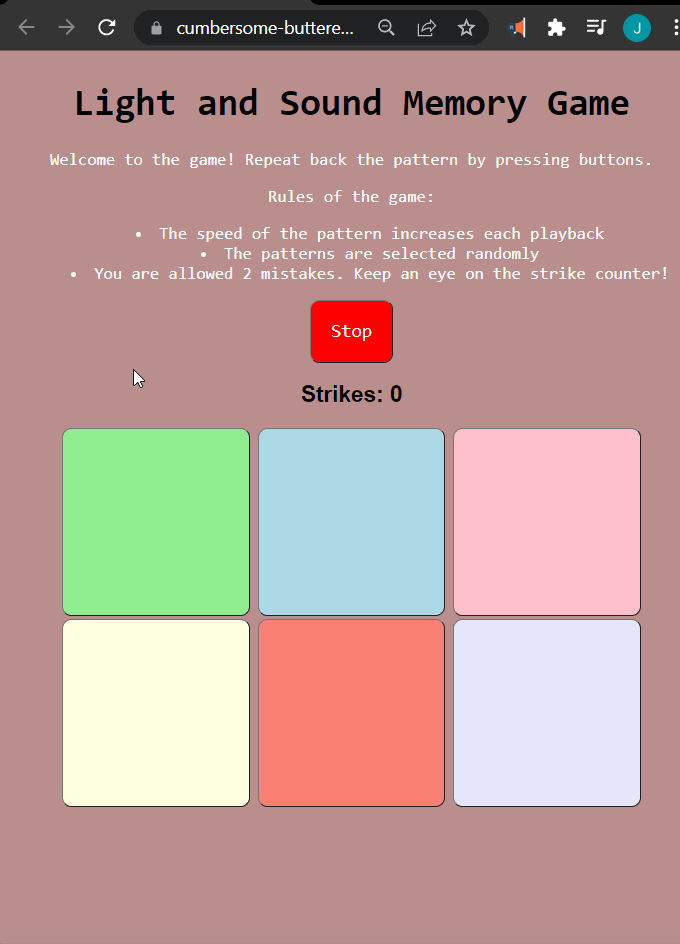 cumbersome-buttere...
J
Light and Sound Memory Game
Welcome to the game! Repeat back the pattern by pressing buttons.
Rules of the game:
• The speed of the pattern increases each playback
• The patterns are selected randomly
• You are allowed 2 mistakes. Keep an eye on the strike counter!
Stop
Strikes: 0